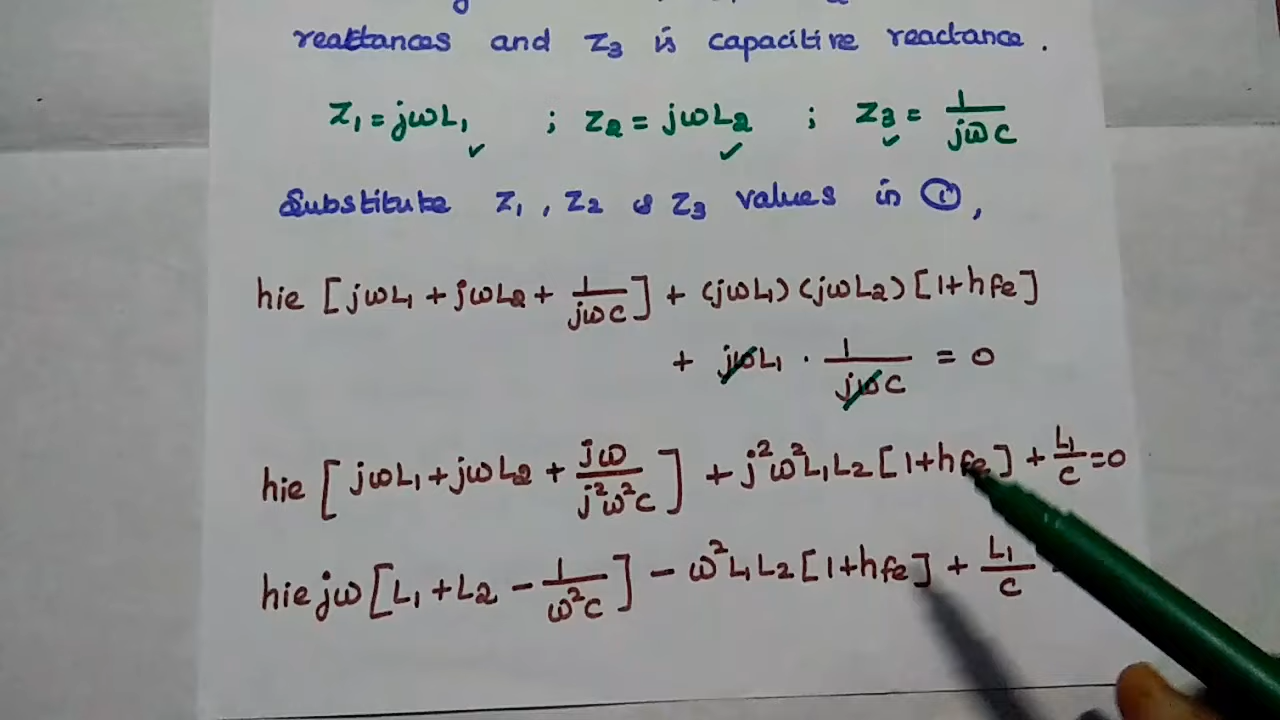 reactances and Z₃ is capacitive reactance.
Z₁ = jωL₁ ; Z₂ = jωL₂ ; Z₃ = 1/jωC
Substitute Z₁, Z₂ & Z₃ values in ①,
hie [jωL₁ + jωL₂ + 1/jωC] + (jωL₁)(jωL₂)[1+hfe]
+ jωL₁ · 1/jωC = 0
hie [jωL₁ + jωL₂ + jω/j²ω²C] + j²ω²L₁L₂[1+hfe] + L₁/C = 0
hie jω [L₁ + L₂ - 1/ω²C] - ω²L₁L₂[1+hfe] + L₁/C